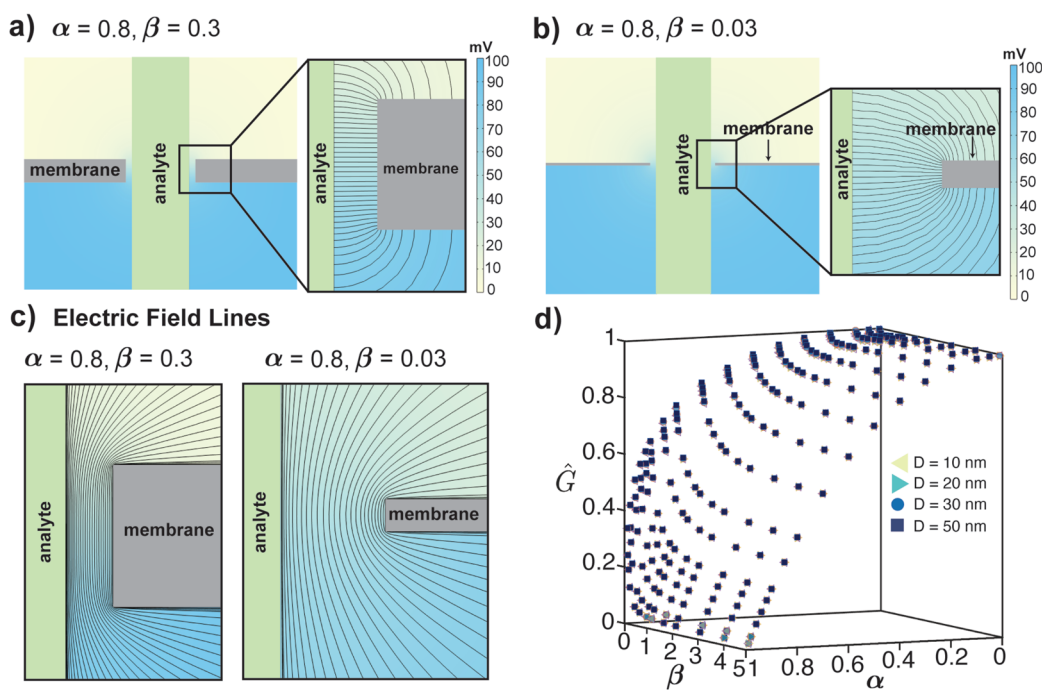 a) α = 0.8, β = 0.3
mV
100
90
80
70
60
50
40
30
20
10
0
membrane
analyte
analyte
membrane
b) α = 0.8, β = 0.03
mV
100
90
80
70
60
50
40
30
20
10
0
membrane
analyte
analyte
membrane
c) Electric Field Lines
α = 0.8, β = 0.3
α = 0.8, β = 0.03
analyte
membrane
analyte
membrane
d)
1
0.8
0.6
0.4
0.2
0
Ĝ
D = 10 nm
D = 20 nm
D = 30 nm
D = 50 nm
0 1 2 3 4 5
β
1 0.8 0.6 0.4 0.2 0
α